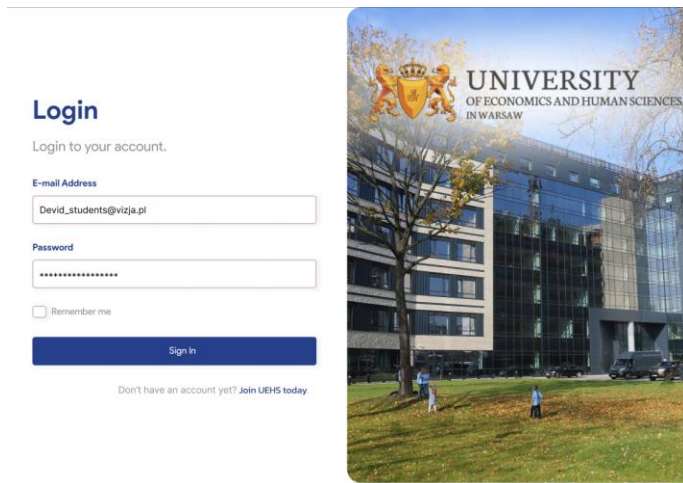 Login
Login to your account.
E-mail Address
Devid_students@vizja.pl
Password
*****************
Remember me
Sign In
Don't have an account yet? Join UEHS today
UNIVERSITY
OF ECONOMICS AND HUMAN SCIENCES
IN WARSAW